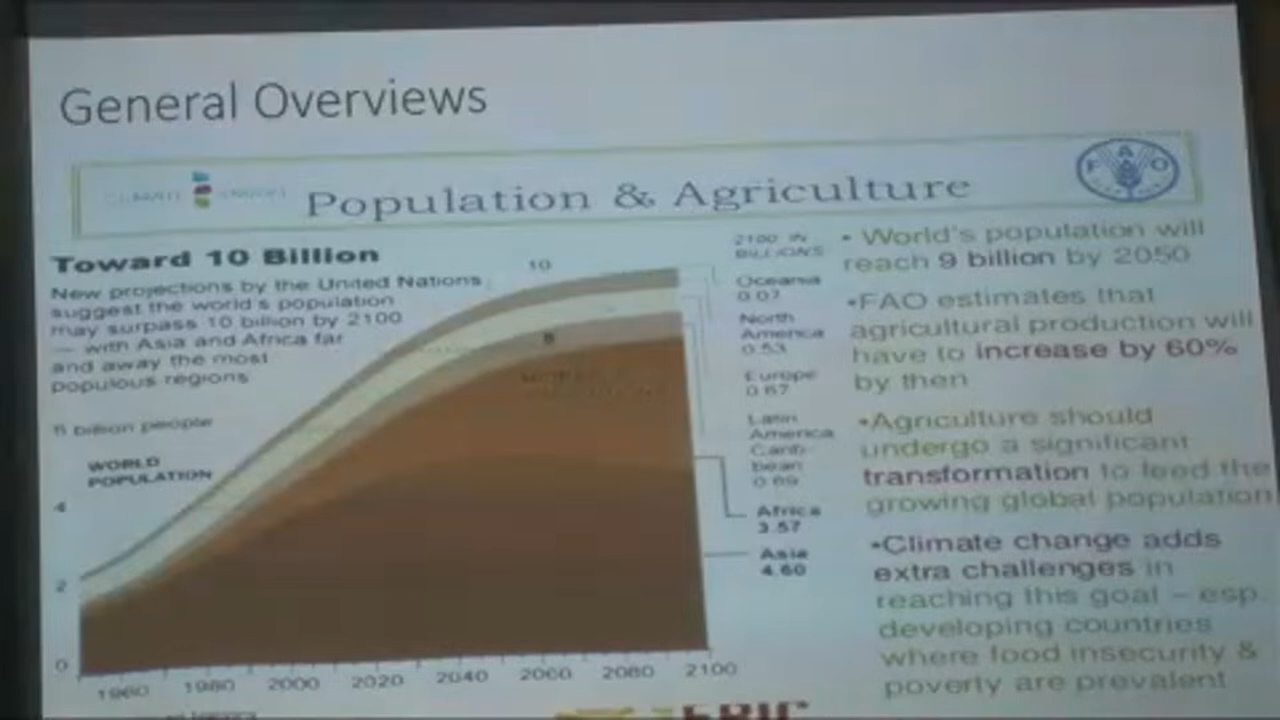 General Overviews
CLIMATE SMART
Population & Agriculture
FAO
Toward 10 Billion
New projections by the United Nations
suggest the world's population
may surpass 10 billion by 2100
— with Asia and Africa far
and away the most
populous regions
6 billion people
WORLD
POPULATION
4
2
0
10
8
1960 1980 2000 2020 2040 2060 2080 2100
2100 IN
BILLIONS
Oceania
0.07
North
America
0.53
Europe
0.67
Latin
America
Carib-
bean
0.69
Africa
3.57
Asia
4.60
• World's population will
reach 9 billion by 2050
•FAO estimates that
agricultural production will
have to increase by 60%
by then
•Agriculture should
undergo a significant
transformation to feed the
growing global population
•Climate change adds
extra challenges in
reaching this goal – esp.
developing countries
where food insecurity &
poverty are prevalent